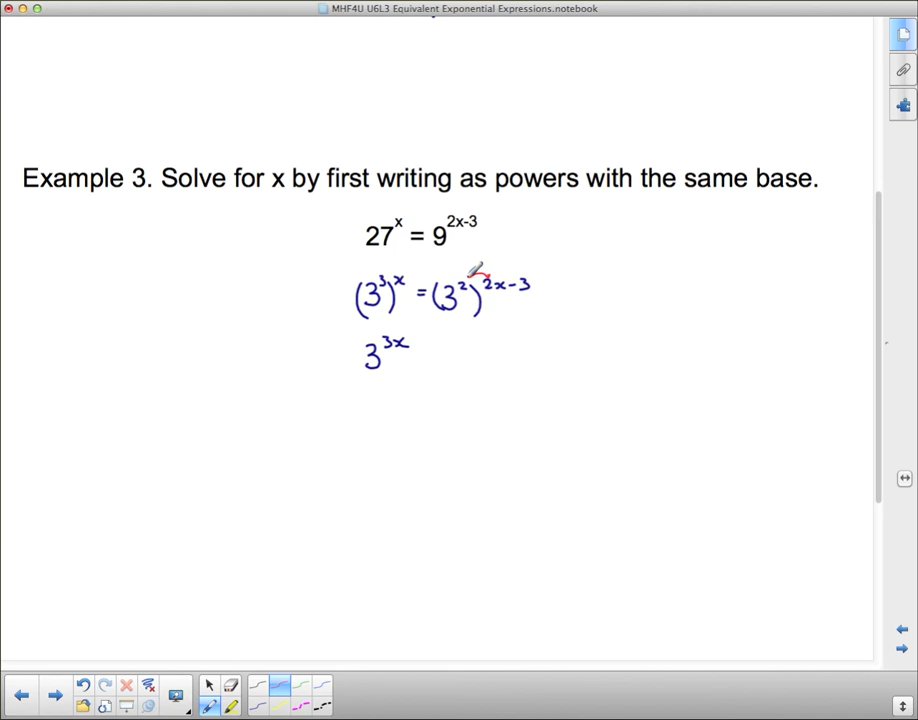 MHF4U U6L3 Equivalent Exponential Expressions.notebook
Example 3. Solve for x by first writing as powers with the same base.
27^x = 9^(2x-3)
(3^3)^x = (3^2)^(2x-3)
3^(3x)